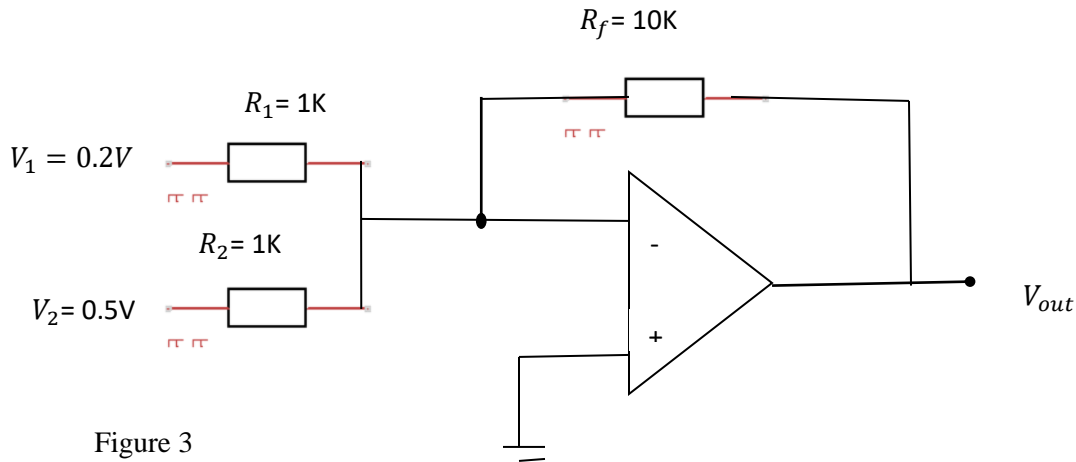 R_f= 10K
R_1= 1K
V_1 = 0.2V
R_2= 1K
V_2= 0.5V
-
+
V_out
Figure 3